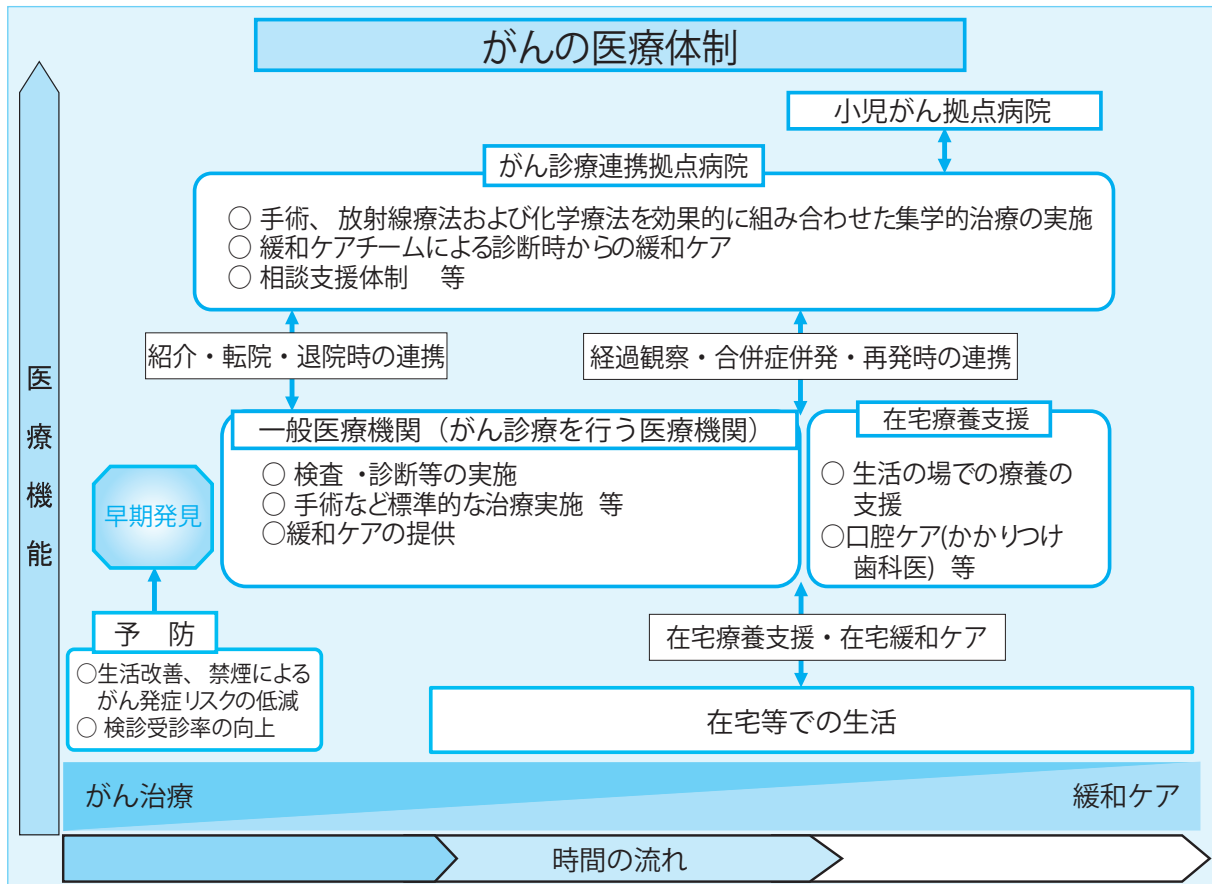 がんの医療体制
小児がん拠点病院
がん診療連携拠点病院
○ 手術、放射線療法および化学療法を効果的に組み合わせた集学的治療の実施
○ 緩和ケアチームによる診断時からの緩和ケア
○ 相談支援体制 等
紹介・転院・退院時の連携
経過観察・合併症併発・再発時の連携
医療機能
一般医療機関(がん診療を行う医療機関)
○ 検査・診断等の実施
○ 手術など標準的な治療実施 等
○緩和ケアの提供
在宅療養支援
○ 生活の場での療養の
支援
○口腔ケア(かかりつけ
歯科医) 等
早期発見
予 防
○生活改善、禁煙による
がん発症リスクの低減
○ 検診受診率の向上
在宅療養支援・在宅緩和ケア
在宅等での生活
がん治療
緩和ケア
時間の流れ